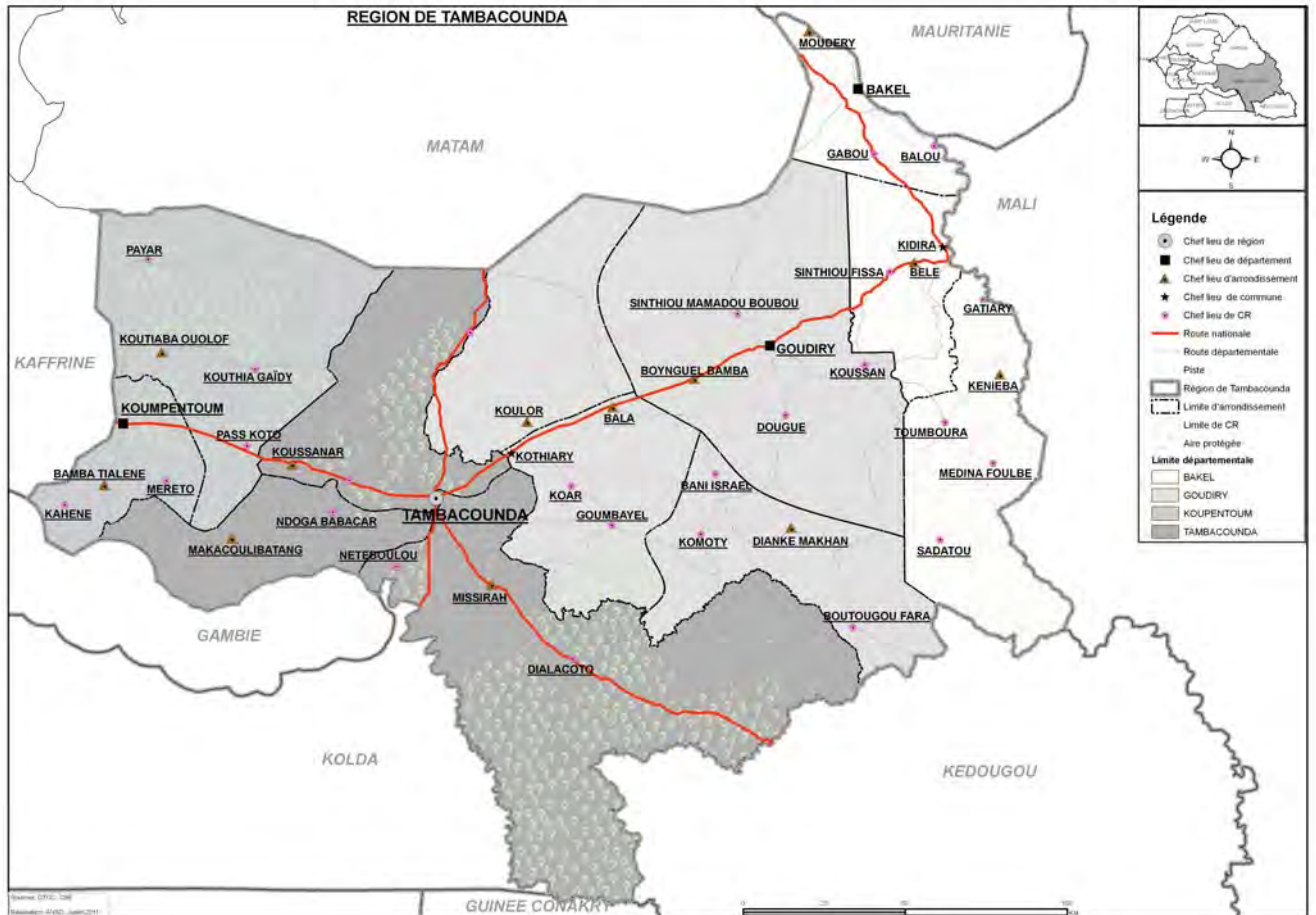 REGION DE TAMBACOUNDA
MAURITANIE
MOUDERY
BAKEL
MATAM
GABOU
BALOU
MALI
PAYAR
KIDIRA
SINTHIOU FISSA
BELE
SINTHIOU MAMADOU BOUBOU
GATIARY
KOUTIABA OUOLOF
KAFFRINE
KOUTHIA GAÏDY
GOUDIRY
BOYNGUEL BAMBA
KOUSSAN
KENIEBA
KOUMPENTOUM
KOULOR
BALA
DOUGUE
TOUMBOURA
PASS KOTO
KOUSSANAR
KOTHIARY
MEDINA FOULBE
BAMBA TIALENE
MERETO
KOAR
BANI ISRAEL
KAHENE
TAMBACOUNDA
NDOGA BABACAR
GOUMBAYEL
KOMOTY
DIANKE MAKHAN
SADATOU
MAKACOULIBATANG
NETEBOULOU
MISSIRAH
GAMBIE
BOUTOUGOU FARA
DIALACOTO
KOLDA
KEDOUGOU
GUINEE CONAKRY
N
W
E
S
Légende
Chef lieu de région
Chef lieu de département
Chef lieu d'arrondissement
Chef lieu de commune
Chef lieu de CR
Route nationale
Route départementale
Piste
Région de Tambacounda
Limite d'arrondissement
Limite de CR
Aire protégée
Limite départementale
BAKEL
GOUDIRY
KOUPENTOUM
TAMBACOUNDA